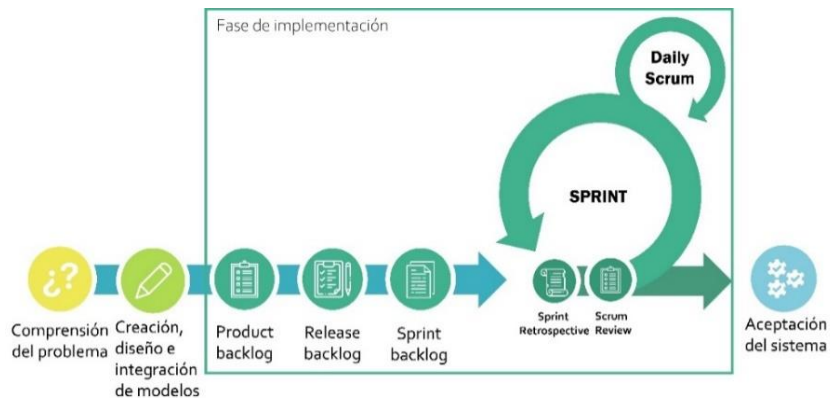 Fase de implementación
Daily
Scrum
SPRINT
¿?
Comprensión
del problema
Creación,
diseño e
integración
de modelos
Product
backlog
Release
backlog
Sprint
backlog
Sprint
Retrospective
Scrum
Review
Aceptación
del sistema